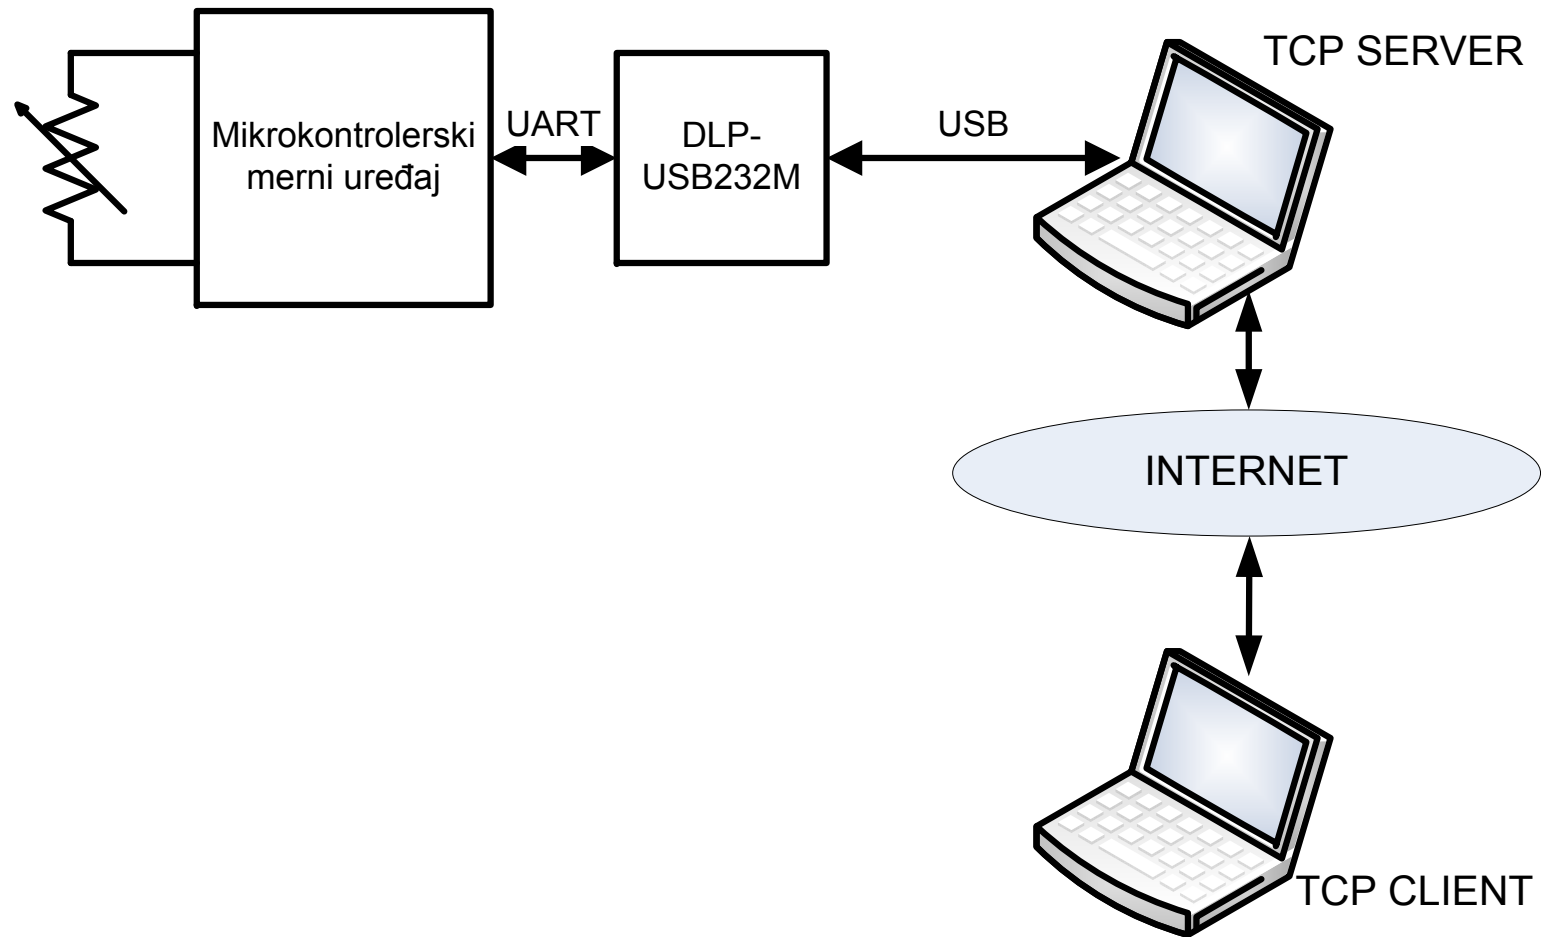 TCP SERVER
Mikrokontrolerski
merni uređaj
UART
DLP-
USB232M
USB
INTERNET
TCP CLIENT